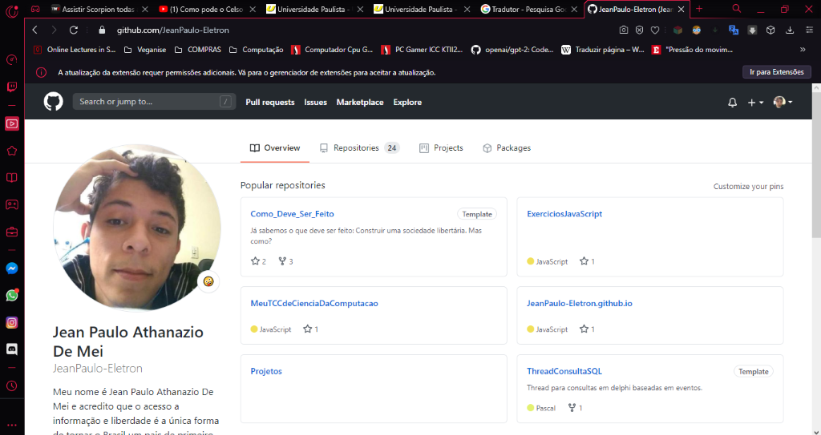 Assistir Scorpion todas
(1) Como pode o Celso
Universidade Paulista -
Universidade Paulista -
Tradutor - Pesquisa Goo
JeanPaulo-Eletron (Jean
github.com/JeanPaulo-Eletron
Online Lectures in S...
Veganise
COMPRAS
Computação
Computador Cpu G...
PC Gamer ICC KTII2...
openai/gpt-2: Code...
Traduzir página – W...
"Pressão do movim...
A atualização da extensão requer permissões adicionais. Vá para o gerenciador de extensões para aceitar a atualização.
Ir para Extensões
Search or jump to...
/
Pull requests Issues Marketplace Explore
Overview
Repositories 24
Projects
Packages
Popular repositories
Customize your pins
Como_Deve_Ser_Feito
Template
Já sabemos o que deve ser feito: Construir uma sociedade libertária. Mas
como?
2 3
ExerciciosJavaScript
JavaScript 1
MeuTCCdeCienciaDaComputacao
JavaScript 1
JeanPaulo-Eletron.github.io
JavaScript 1
Projetos
ThreadConsultaSQL
Template
Thread para consultas em delphi baseadas em eventos.
Pascal 1
Jean Paulo Athanazio
De Mei
JeanPaulo-Eletron
Meu nome é Jean Paulo Athanazio De
Mei e acredito que o acesso a
informação e liberdade é a única forma
de tornar o Brasil um país de primeiro